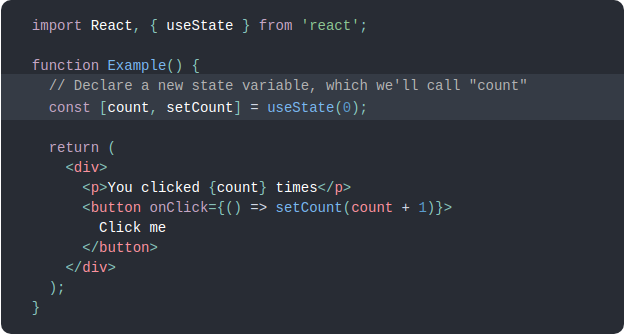 import React, { useState } from 'react';
function Example() {
// Declare a new state variable, which we'll call "count"
const [count, setCount] = useState(0);
return (
<div>
<p>You clicked {count} times</p>
<button onClick={() => setCount(count + 1)}>
Click me
</button>
</div>
);
}